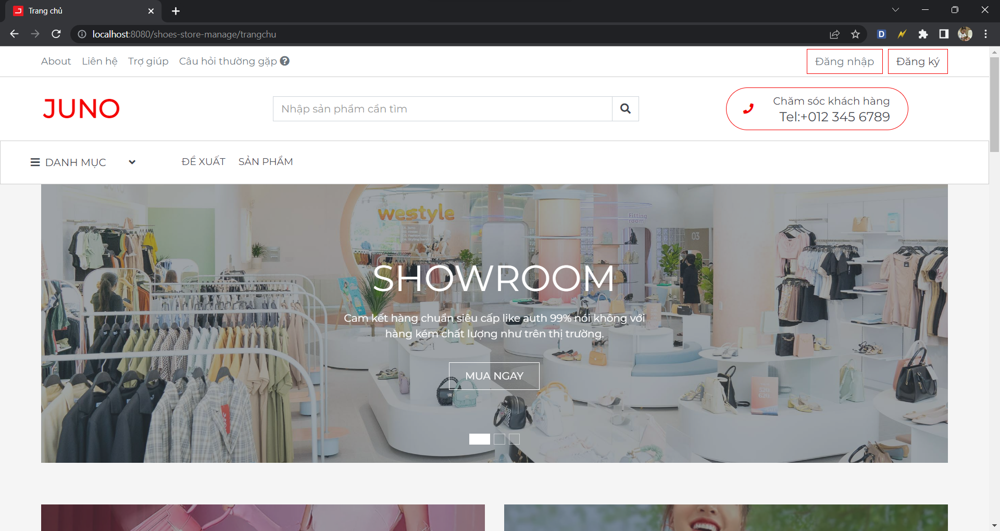 Trang chủ
localhost:8080/shoes-store-manage/trangchu
About Liên hệ Trợ giúp Câu hỏi thường gặp
Đăng nhập Đăng ký
JUNO
Nhập sản phẩm cần tìm
Chăm sóc khách hàng
Tel:+012 345 6789
DANH MỤC
ĐỀ XUẤT SẢN PHẨM
westyle
Fitting
room
03
SHOWROOM
Cam kết hàng chuẩn siêu cấp like auth 99% nói không với
hàng kém chất lượng như trên thị trường.
MUA NGAY